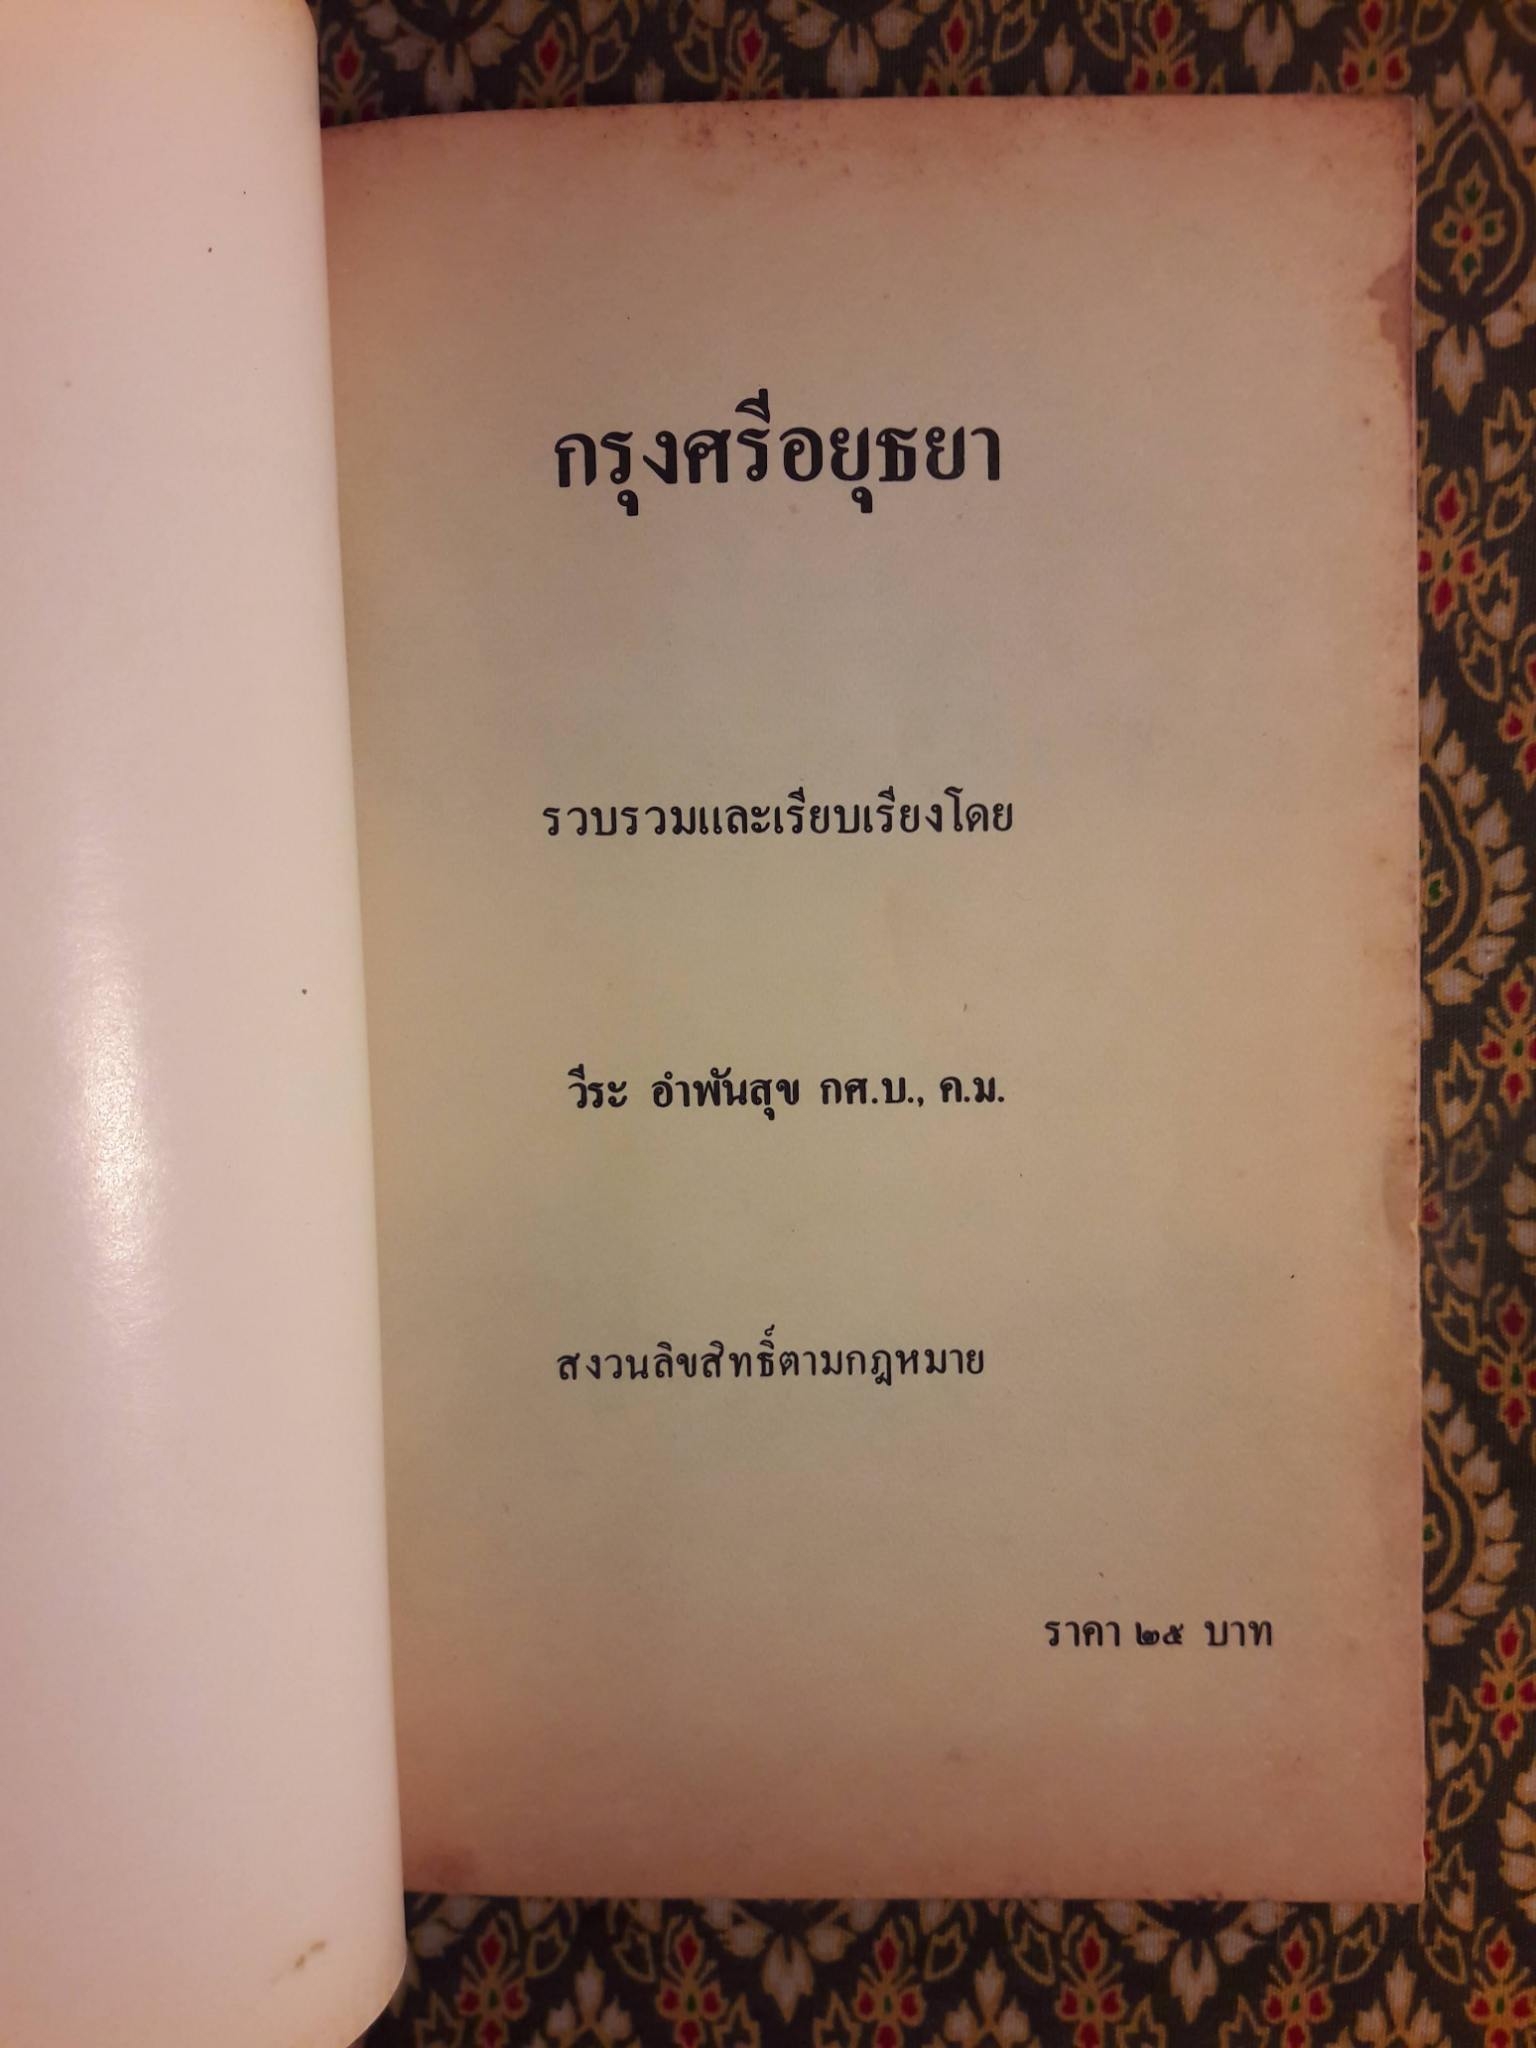 กรุงศรีอยุธยา
รวบรวมและเรียบเรียงโดย
วีระ อำพันสุข กศ.บ., ค.ม.
สงวนลิขสิทธิ์ตามกฎหมาย
ราคา ๒๕ บาท